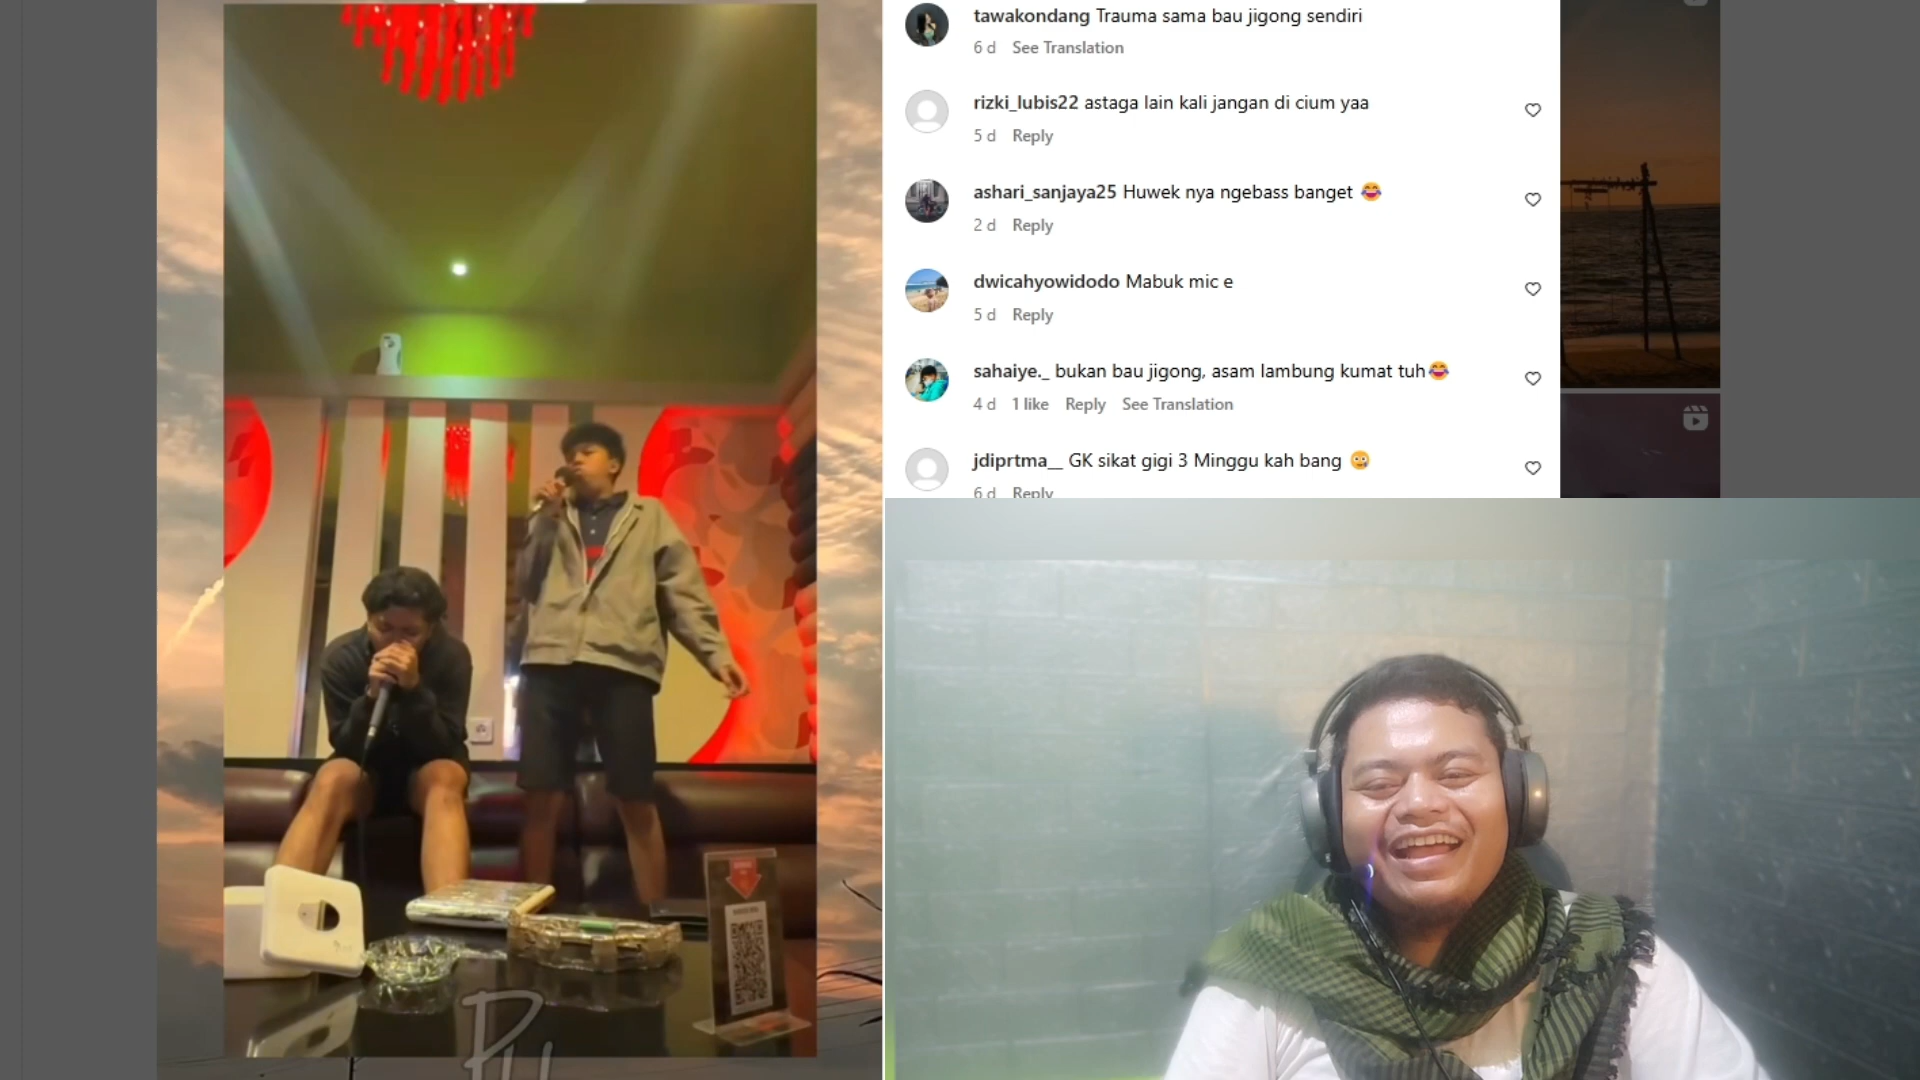 tawakondang Trauma sama bau jigong sendiri
6 d See Translation
rizki_lubis22 astaga lain kali jangan di cium yaa
5 d Reply
ashari_sanjaya25 Huwek nya ngebass banget 😂
2 d Reply
dwicahyowidodo Mabuk mic e
5 d Reply
sahaiye._ bukan bau jigong, asam lambung kumat tuh😂
4 d 1 like Reply See Translation
jdiprtma__ GK sikat gigi 3 Minggu kah bang 🤕
6 d Reply